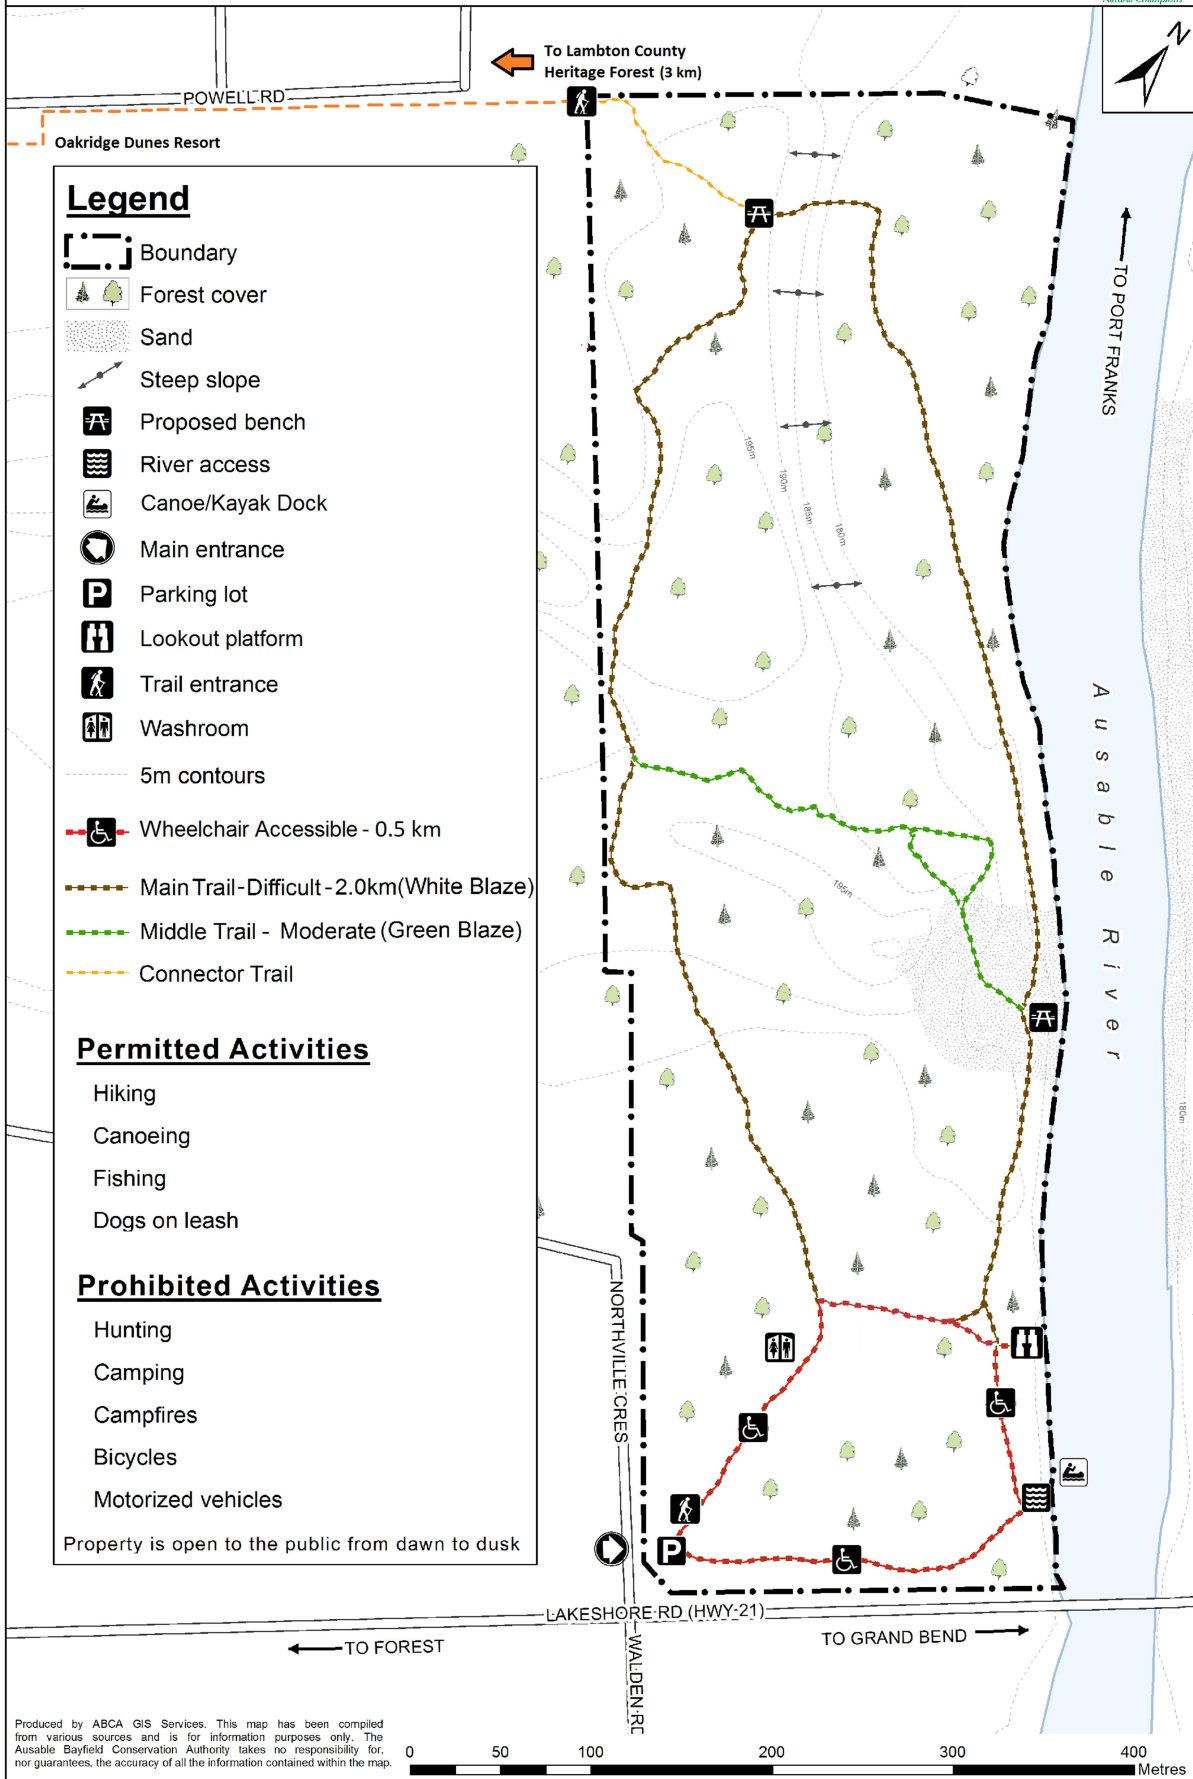 Natural Champions
N
To Lambton County
Heritage Forest (3 km)
POWELL RD
Oakridge Dunes Resort
Legend
Boundary
Forest cover
Sand
Steep slope
Proposed bench
River access
Canoe/Kayak Dock
Main entrance
P
Parking lot
Lookout platform
Trail entrance
Washroom
5m contours
Wheelchair Accessible - 0.5 km
Main Trail-Difficult-2.0km(White Blaze)
Middle Trail - Moderate (Green Blaze)
Connector Trail
Permitted Activities
Hiking
Canoeing
Fishing
Dogs on leash
Prohibited Activities
Hunting
Camping
Campfires
Bicycles
Motorized vehicles
Property is open to the public from dawn to dusk
TO PORT FRANKS
195m
190m
185m
180m
195m
Ausable River
180m
NORTHVILLE CRES
P
LAKESHORE RD (HWY-21)
TO FOREST
TO GRAND BEND
WALDEN RD
Produced by ABCA GIS Services. This map has been compiled
from various sources and is for information purposes only. The
Ausable Bayfield Conservation Authority takes no responsibility for,
nor guarantees, the accuracy of all the information contained within the map.
0 50 100 200 300 400
Metres